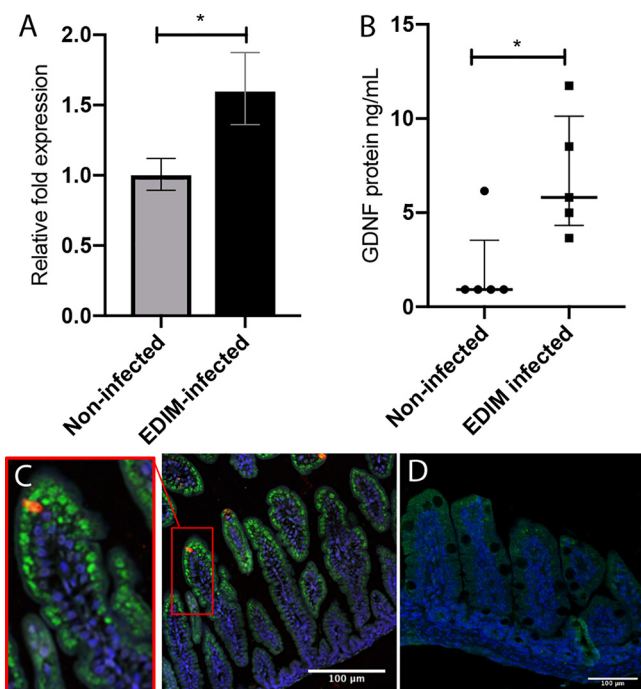 A
*
Relative fold expression
2.0
1.5
1.0
0.5
0.0
Non-infected
EDIM-infected
B
*
GDNF protein ng/mL
15
10
5
0
Non-infected
EDIM infected
C
100 µm
D
100 µm